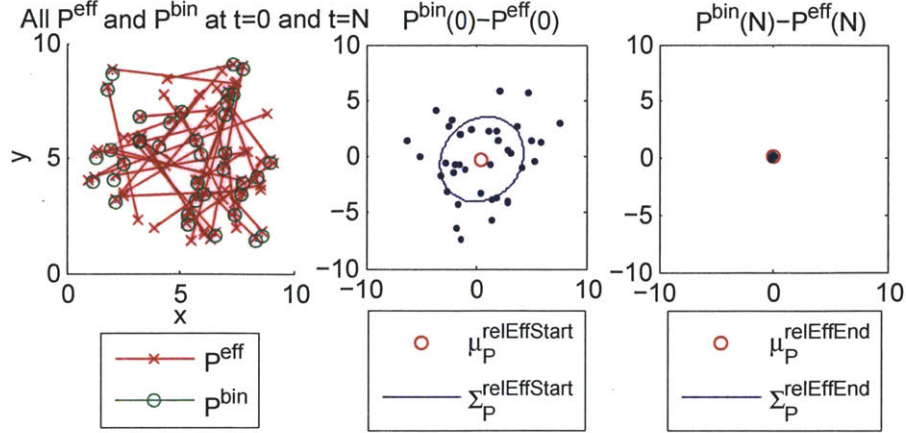 All P^eff and P^bin at t=0 and t=N
P^bin(0)−P^eff(0)
P^bin(N)−P^eff(N)
10
5
0
y
0 5 10
x
10
5
0
−5
−10
−10 0 10
10
5
0
−5
−10
−10 0 10
P^eff
P^bin
μ_P^relEffStart
Σ_P^relEffStart
μ_P^relEffEnd
Σ_P^relEffEnd